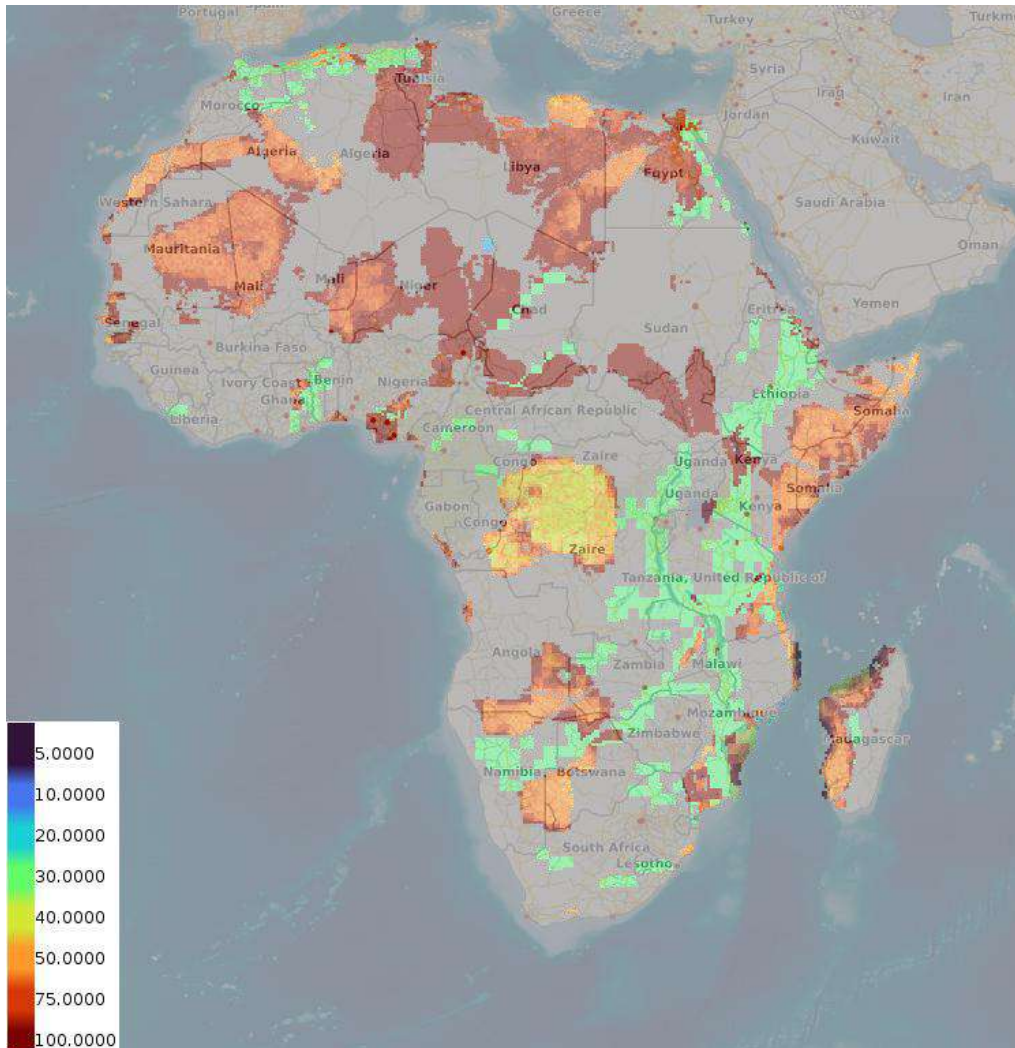 Portugal
Spain
Greece
Turkey
Turkm
Syria
Iraq
Iran
Jordan
Kuwait
Tunisia
Morocco
Algeria
Algeria
Libya
Egypt
Saudi Arabia
Western Sahara
Oman
Mauritania
Mali
Mali
Niger
Chad
Sudan
Eritrea
Yemen
Senegal
Burkina Faso
Guinea
Ivory Coast
Benin
Ghana
Nigeria
Liberia
Central African Republic
Ethiopia
Somalia
Cameroon
Congo
Zaire
Uganda
Kenya
Uganda
Somalia
Gabon
Kenya
Congo
Zaire
Tanzania, United Republic of
Angola
Zambia
Malawi
Mozambique
Zimbabwe
Madagascar
Namibia
Botswana
South Africa
Lesotho
5.0000
10.0000
20.0000
30.0000
40.0000
50.0000
75.0000
100.0000